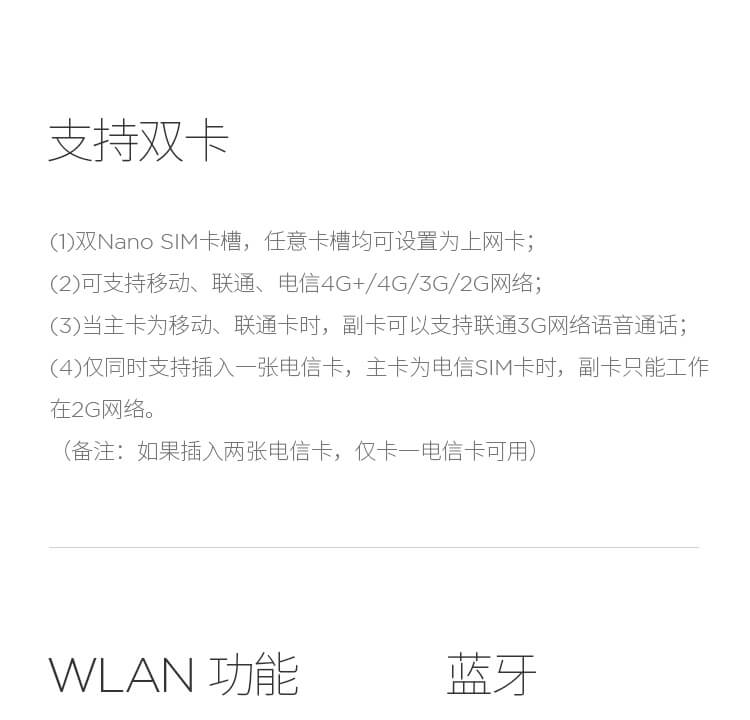 支持双卡
(1)双Nano SIM卡槽，任意卡槽均可设置为上网卡；
(2)可支持移动、联通、电信4G+/4G/3G/2G网络；
(3)当主卡为移动、联通卡时，副卡可以支持联通3G网络语音通话；
(4)仅同时支持插入一张电信卡，主卡为电信SIM卡时，副卡只能工作
在2G网络。
（备注：如果插入两张电信卡，仅卡一电信卡可用）
WLAN 功能 蓝牙